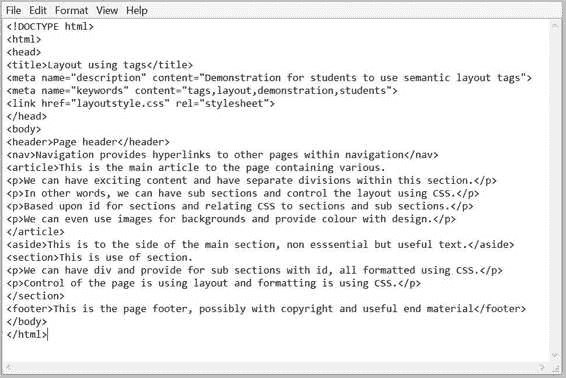 File Edit Format View Help
<!DOCTYPE html>
<html>
<head>
<title>Layout using tags</title>
<meta name="description" content="Demonstration for students to use semantic layout tags">
<meta name="keywords" content="tags,layout,demonstration,students">
<link href="layoutstyle.css" rel="stylesheet">
</head>
<body>
<header>Page header</header>
<nav>Navigation provides hyperlinks to other pages within navigation</nav>
<article>This is the main article to the page containing various.
<p>We can have exciting content and have separate divisions within this section.</p>
<p>In other words, we can have sub sections and control the layout using CSS.</p>
<p>Based upon id for sections and relating CSS to sections and sub sections.</p>
<p>We can even use images for backgrounds and provide colour with design.</p>
</article>
<aside>This is to the side of the main section, non esssential but useful text.</aside>
<section>This is use of section.
<p>We can have div and provide for sub sections with id, all formatted using CSS.</p>
<p>Control of the page is using layout and formatting is using CSS.</p>
</section>
<footer>This is the page footer, possibly with copyright and useful end material</footer>
</body>
</html>